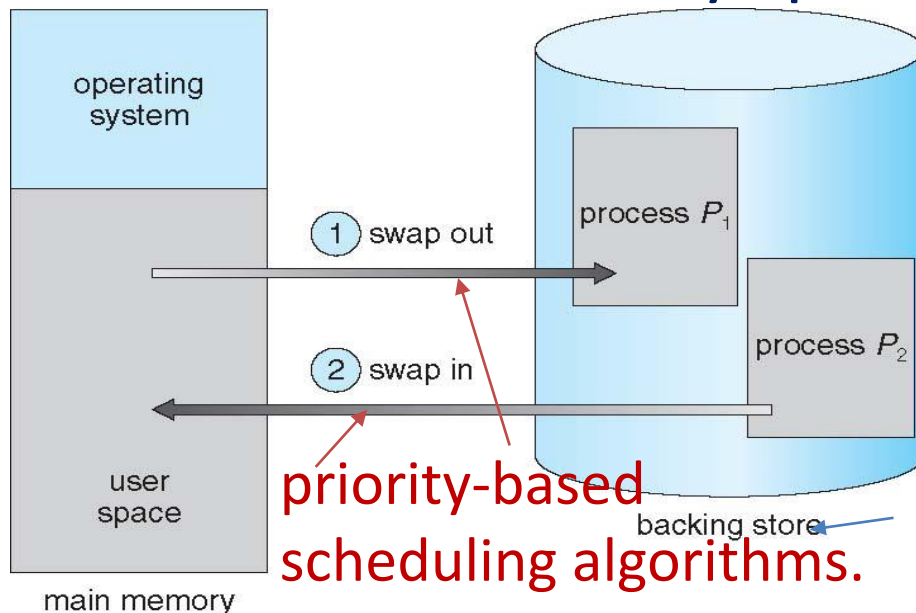 operating
system
process P1
1 swap out
process P2
2 swap in
user
space
priority-based
scheduling algorithms.
backing store
main memory